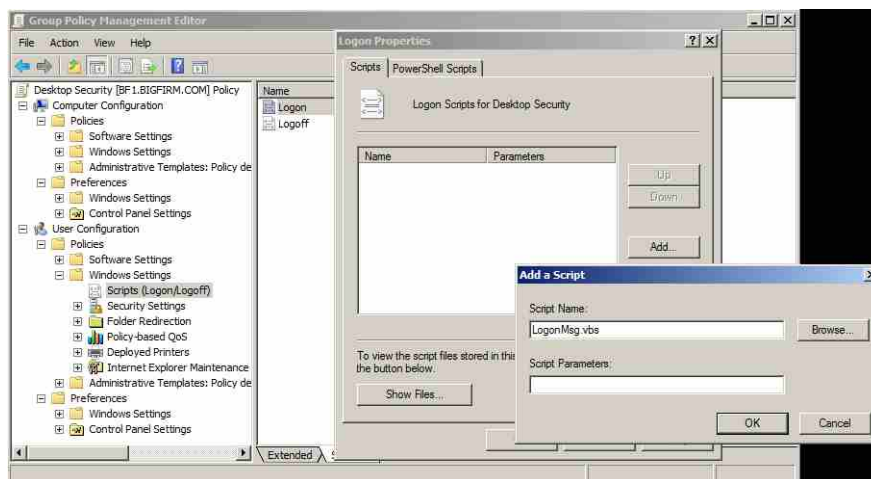 Group Policy Management Editor
File Action View Help
Desktop Security [BF1.BIGFIRM.COM] Policy
Computer Configuration
Policies
Software Settings
Windows Settings
Administrative Templates: Policy de
Preferences
Windows Settings
Control Panel Settings
User Configuration
Policies
Software Settings
Windows Settings
Scripts (Logon/Logoff)
Security Settings
Folder Redirection
Policy-based QoS
Deployed Printers
Internet Explorer Maintenance
Administrative Templates: Policy de
Preferences
Windows Settings
Control Panel Settings
Name
Logon
Logoff
Extended
Logon Properties
Scripts PowerShell Scripts
Logon Scripts for Desktop Security
Name Parameters
Up
Down
Add...
To view the script files stored in this
the button below.
Show Files...
Add a Script
Script Name:
LogonMsg.vbs
Browse...
Script Parameters:
OK Cancel